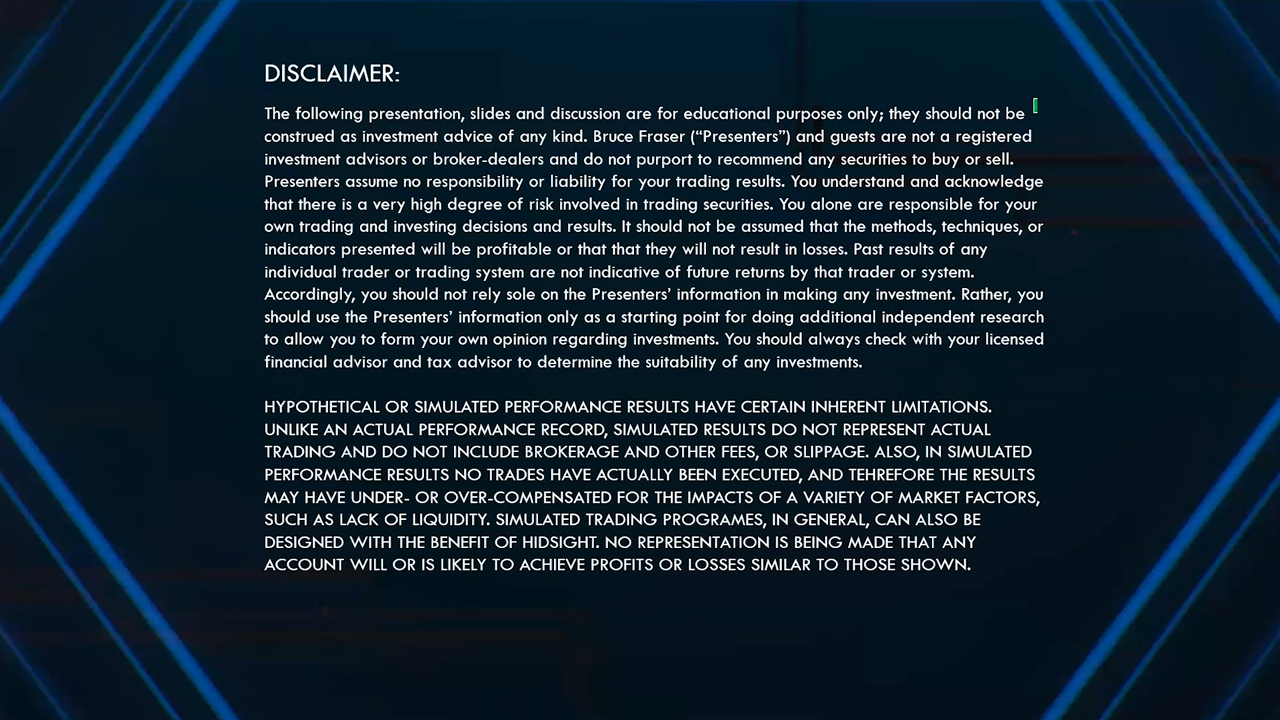 DISCLAIMER:
The following presentation, slides and discussion are for educational purposes only; they should not be
construed as investment advice of any kind. Bruce Fraser (“Presenters”) and guests are not a registered
investment advisors or broker-dealers and do not purport to recommend any securities to buy or sell.
Presenters assume no responsibility or liability for your trading results. You understand and acknowledge
that there is a very high degree of risk involved in trading securities. You alone are responsible for your
own trading and investing decisions and results. It should not be assumed that the methods, techniques, or
indicators presented will be profitable or that that they will not result in losses. Past results of any
individual trader or trading system are not indicative of future returns by that trader or system.
Accordingly, you should not rely sole on the Presenters’ information in making any investment. Rather, you
should use the Presenters’ information only as a starting point for doing additional independent research
to allow you to form your own opinion regarding investments. You should always check with your licensed
financial advisor and tax advisor to determine the suitability of any investments.
HYPOTHETICAL OR SIMULATED PERFORMANCE RESULTS HAVE CERTAIN INHERENT LIMITATIONS.
UNLIKE AN ACTUAL PERFORMANCE RECORD, SIMULATED RESULTS DO NOT REPRESENT ACTUAL
TRADING AND DO NOT INCLUDE BROKERAGE AND OTHER FEES, OR SLIPPAGE. ALSO, IN SIMULATED
PERFORMANCE RESULTS NO TRADES HAVE ACTUALLY BEEN EXECUTED, AND TEHREFORE THE RESULTS
MAY HAVE UNDER- OR OVER-COMPENSATED FOR THE IMPACTS OF A VARIETY OF MARKET FACTORS,
SUCH AS LACK OF LIQUIDITY. SIMULATED TRADING PROGRAMES, IN GENERAL, CAN ALSO BE
DESIGNED WITH THE BENEFIT OF HIDSIGHT. NO REPRESENTATION IS BEING MADE THAT ANY
ACCOUNT WILL OR IS LIKELY TO ACHIEVE PROFITS OR LOSSES SIMILAR TO THOSE SHOWN.